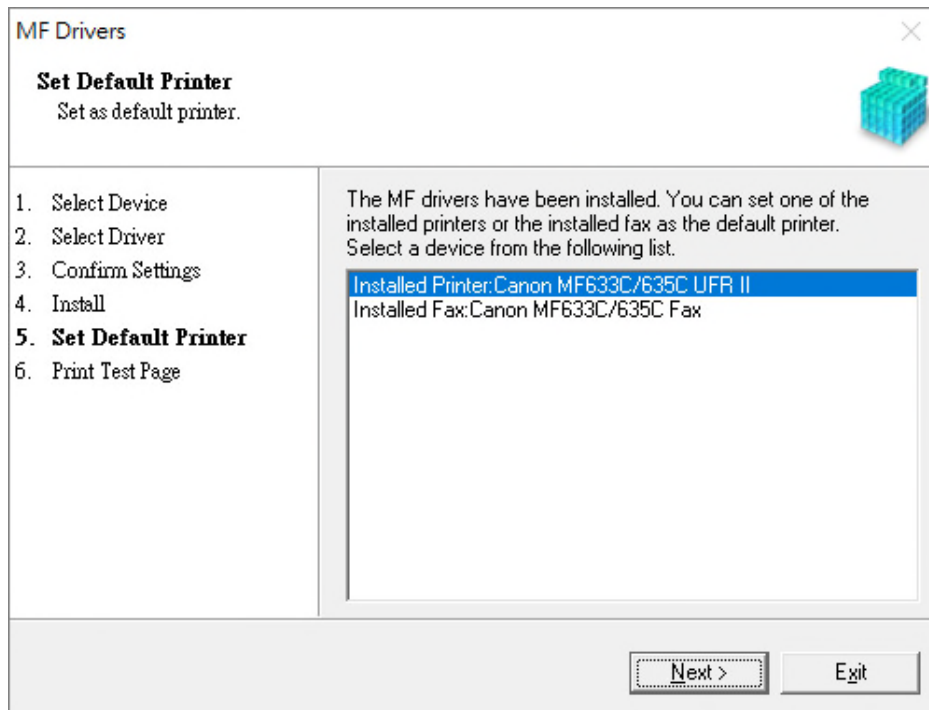 MF Drivers
Set Default Printer
Set as default printer.
1. Select Device
2. Select Driver
3. Confirm Settings
4. Install
5. Set Default Printer
6. Print Test Page
The MF drivers have been installed. You can set one of the
installed printers or the installed fax as the default printer.
Select a device from the following list.
Installed Printer:Canon MF633C/635C UFR II
Installed Fax:Canon MF633C/635C Fax
Next >
Exit